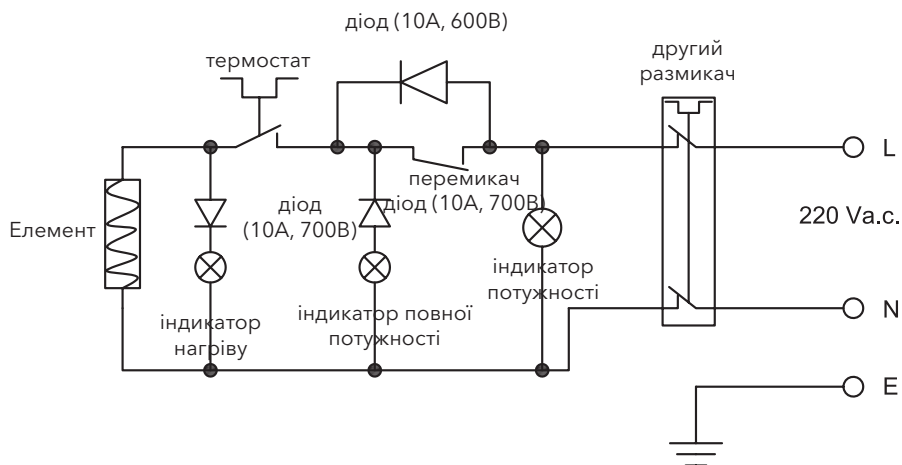 діод (10А, 600В)
термостат
другий
размикач
L
перемикач
діод
(10А, 700В)
діод (10А, 700В)
Елемент
220 Va.c.
індикатор
потужності
індикатор
нагріву
індикатор повної
потужності
N
E